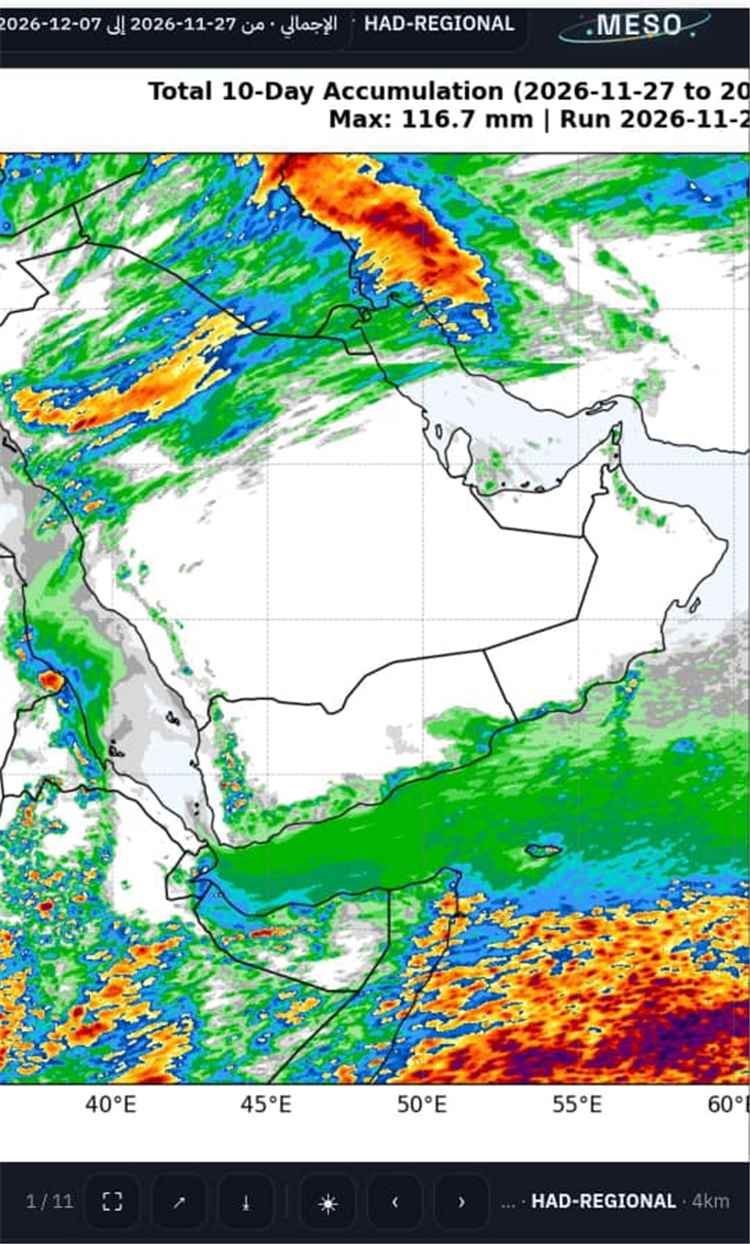 الإجمالي · من 27-11-2026 إلى 07-12-2026 · HAD-REGIONAL
MESO
Total 10-Day Accumulation (2026-11-27 to 20
Max: 116.7 mm | Run 2026-11-2
40°E 45°E 50°E 55°E 60°E
1 / 11 ... · HAD-REGIONAL · 4km